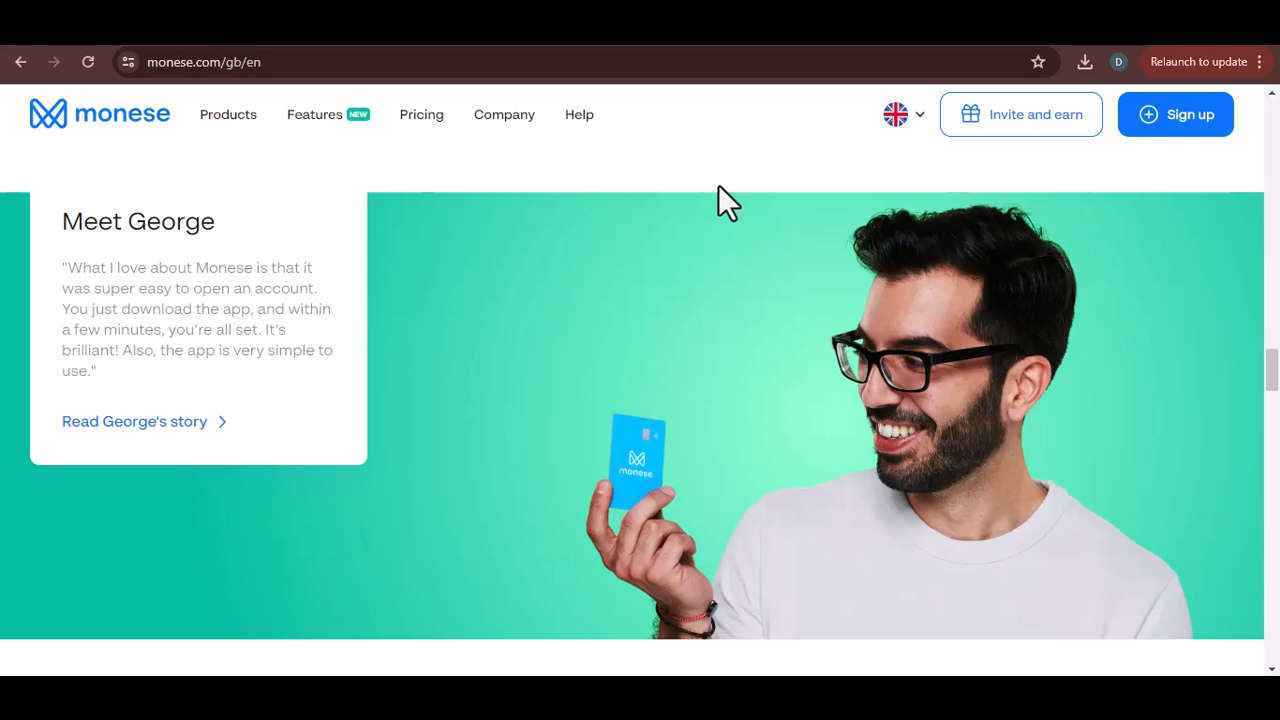 monese.com/gb/en
D
Relaunch to update
monese
Products
Features NEW
Pricing
Company
Help
Invite and earn
Sign up
Meet George
"What I love about Monese is that it
was super easy to open an account.
You just download the app, and within
a few minutes, you're all set. It's
brilliant! Also, the app is very simple to
use."
Read George's story
monese